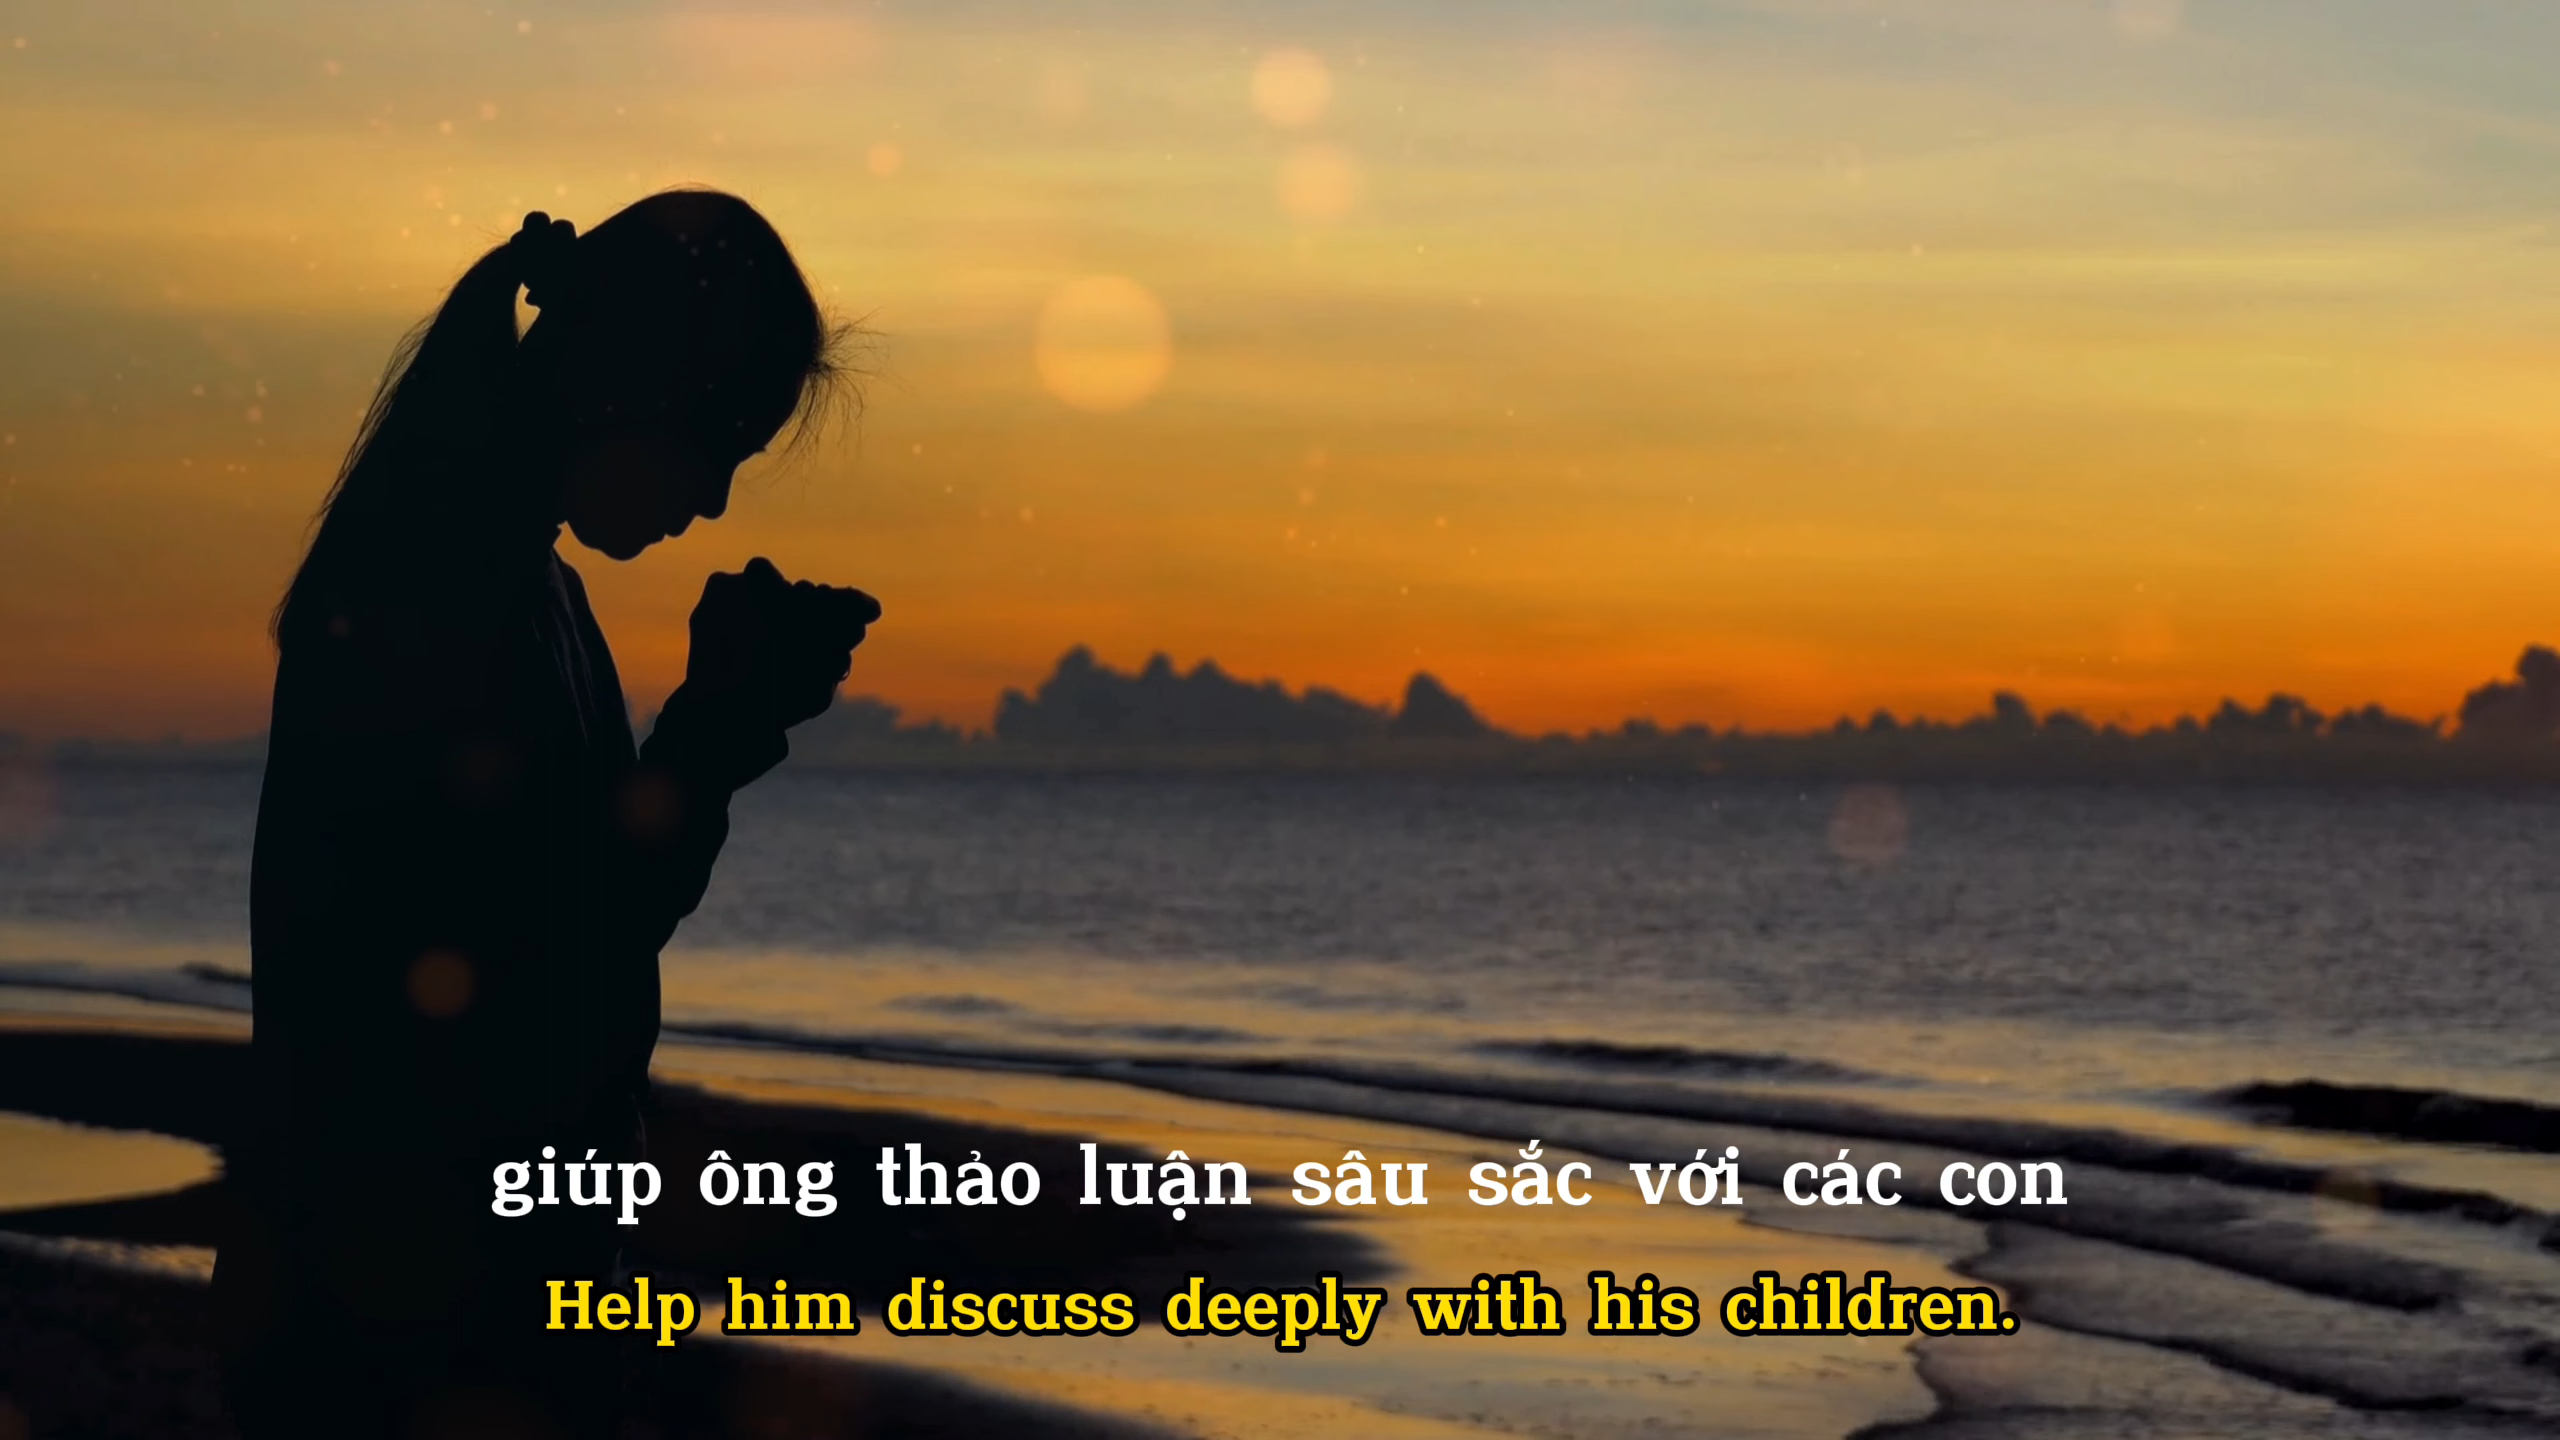 giúp ông thảo luận sâu sắc với các con
Help him discuss deeply with his children.